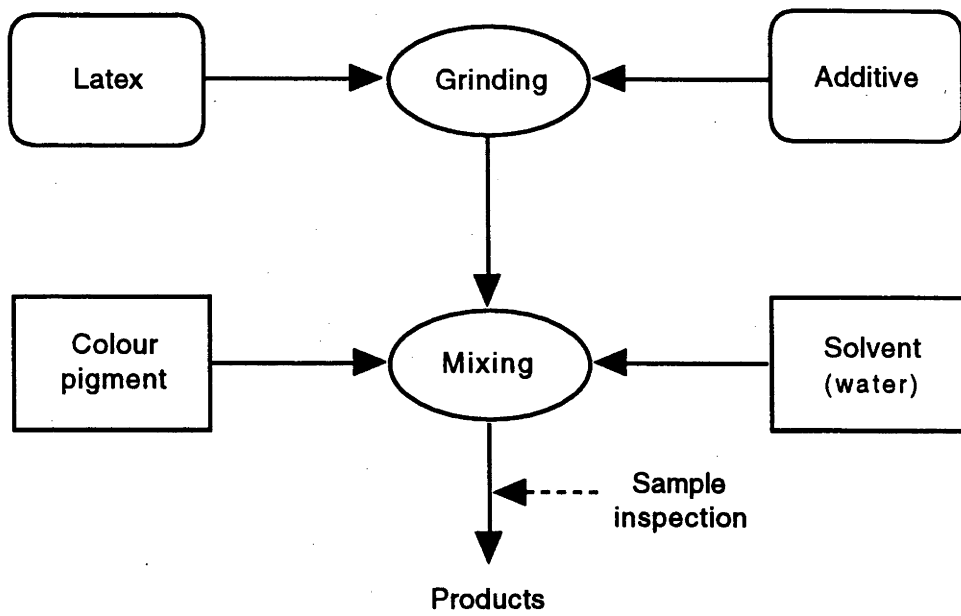 Latex
Grinding
Additive
Colour
pigment
Mixing
Solvent
(water)
Sample
inspection
Products